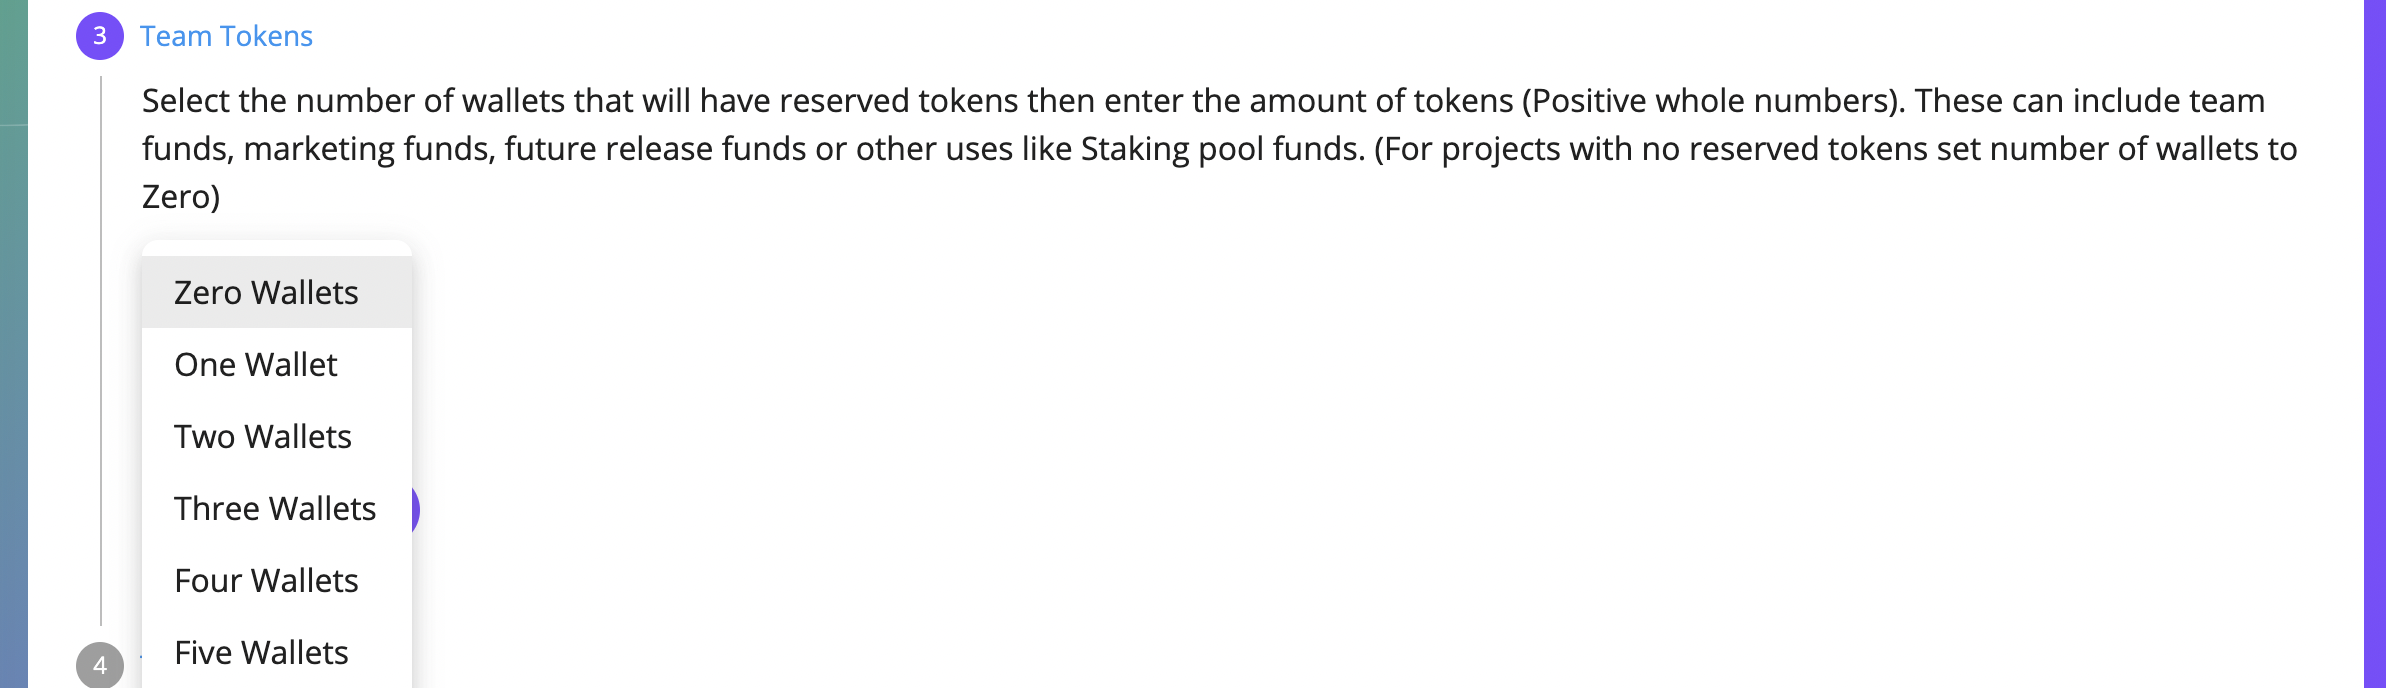 3 Team Tokens
Select the number of wallets that will have reserved tokens then enter the amount of tokens (Positive whole numbers). These can include team
funds, marketing funds, future release funds or other uses like Staking pool funds. (For projects with no reserved tokens set number of wallets to
Zero)
Zero Wallets
One Wallet
Two Wallets
Three Wallets
Four Wallets
Five Wallets
4